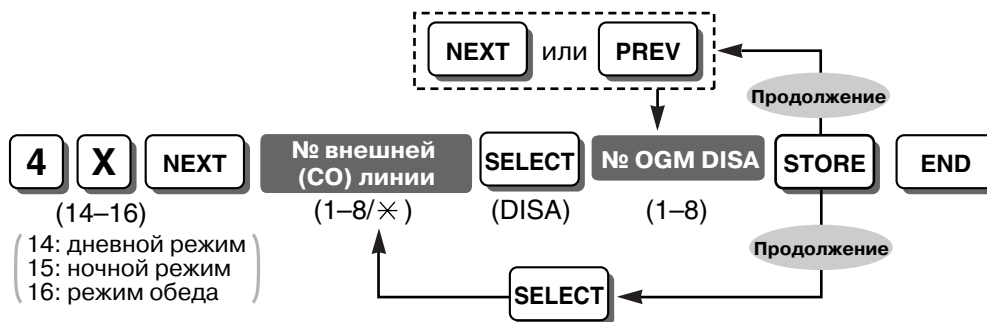 NEXT или PREV
Продолжение
4 X NEXT № внешней (CO) линии SELECT № OGM DISA STORE END
(14–16) (1–8/✳) (DISA) (1–8)
14: дневной режим
15: ночной режим
16: режим обеда
Продолжение
SELECT